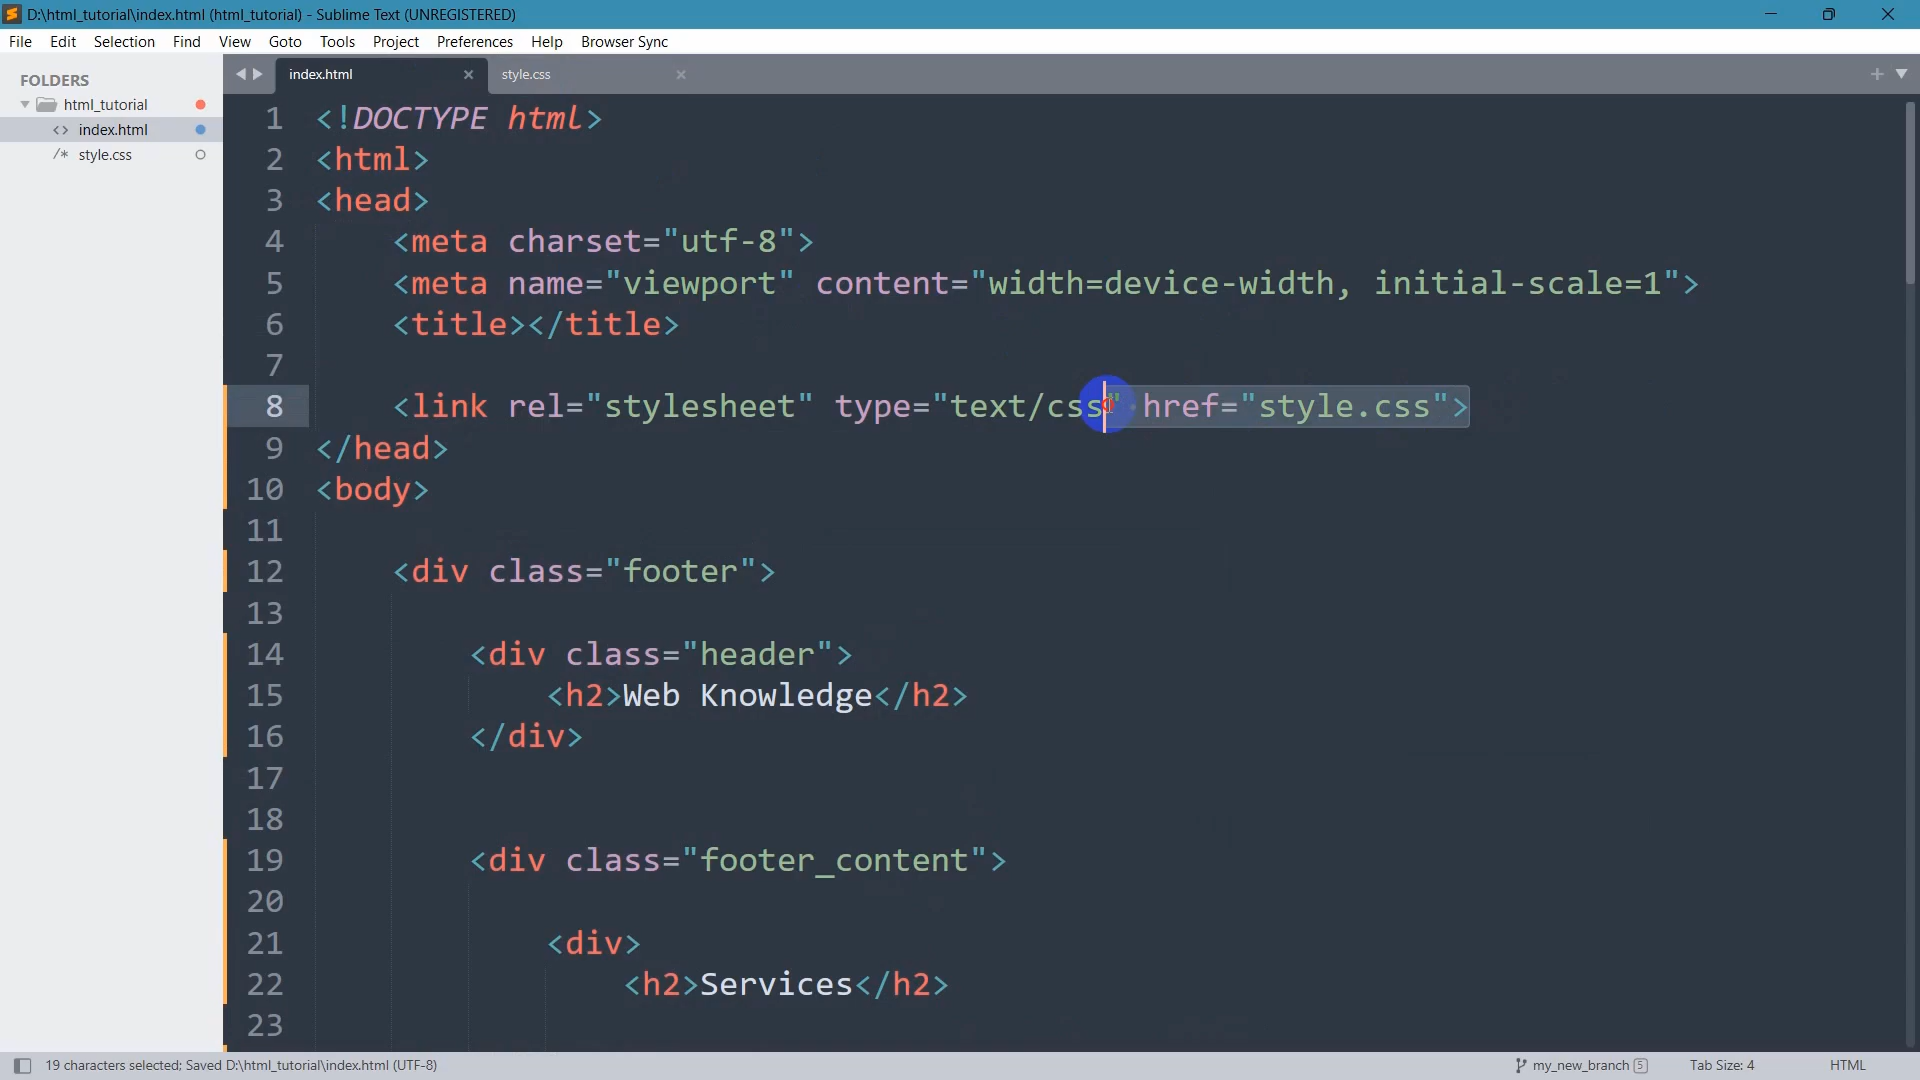 D:\html_tutorial\index.html (html_tutorial) - Sublime Text (UNREGISTERED)
File Edit Selection Find View Goto Tools Project Preferences Help Browser Sync
FOLDERS
html_tutorial
<> index.html
/* style.css
index.html
style.css
1 <!DOCTYPE html>
2 <html>
3 <head>
4 <meta charset="utf-8">
5 <meta name="viewport" content="width=device-width, initial-scale=1">
6 <title></title>
7
8 <link rel="stylesheet" type="text/css" href="style.css">
9 </head>
10 <body>
11
12 <div class="footer">
13
14 <div class="header">
15 <h2>Web Knowledge</h2>
16 </div>
17
18
19 <div class="footer_content">
20
21 <div>
22 <h2>Services</h2>
23
19 characters selected; Saved D:\html_tutorial\index.html (UTF-8)
my_new_branch 5
Tab Size: 4
HTML